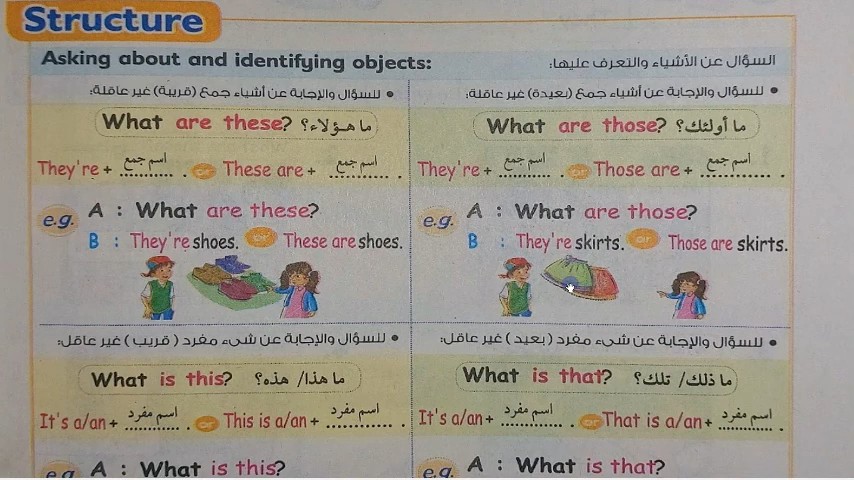 Structure
Asking about and identifying objects: السؤال عن الأشياء والتعرف عليها:
• للسؤال والإجابة عن أشياء جمع (قريبة) غير عاقلة:
What are these? ما هؤلاء؟
They're + اسم جمع ............ . or These are + اسم جمع ............ .
e.g. A : What are these?
B : They're shoes. or These are shoes.
• للسؤال والإجابة عن أشياء جمع (بعيدة) غير عاقلة:
What are those? ما أولئك؟
They're + اسم جمع ............ . or Those are + اسم جمع ............ .
e.g. A : What are those?
B : They're skirts. or Those are skirts.
• للسؤال والإجابة عن شىء مفرد ( قريب ) غير عاقل:
What is this? ما هذا/ هذه؟
It's a/an + اسم مفرد ............ . or This is a/an + اسم مفرد ............ .
e.g. A : What is this?
• للسؤال والإجابة عن شىء مفرد ( بعيد ) غير عاقل:
What is that? ما ذلك/ تلك؟
It's a/an + اسم مفرد ............ . or That is a/an + اسم مفرد ............ .
e.g. A : What is that?